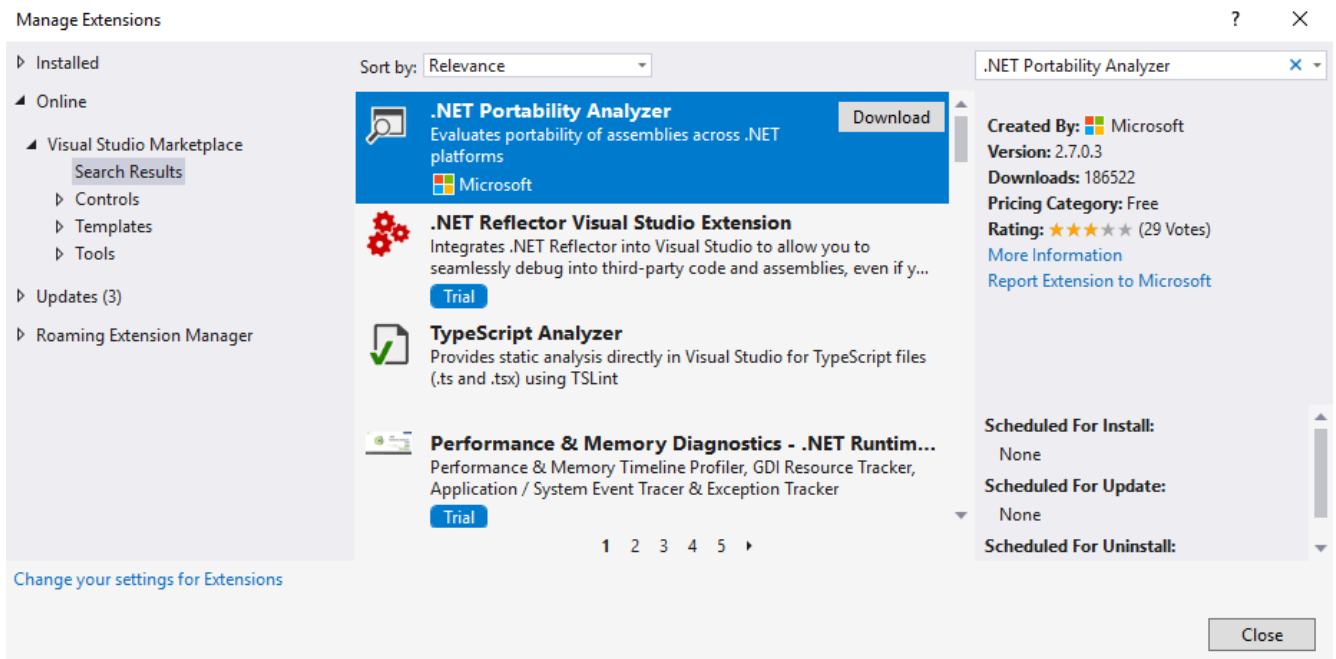 Manage Extensions
?
Installed
Online
Visual Studio Marketplace
Search Results
Controls
Templates
Tools
Updates (3)
Roaming Extension Manager
Change your settings for Extensions
Sort by: Relevance
.NET Portability Analyzer
Download
Evaluates portability of assemblies across .NET
platforms
Microsoft
.NET Reflector Visual Studio Extension
Integrates .NET Reflector into Visual Studio to allow you to
seamlessly debug into third-party code and assemblies, even if y...
Trial
TypeScript Analyzer
Provides static analysis directly in Visual Studio for TypeScript files
(.ts and .tsx) using TSLint
Performance & Memory Diagnostics - .NET Runtim...
Performance & Memory Timeline Profiler, GDI Resource Tracker,
Application / System Event Tracer & Exception Tracker
Trial
1 2 3 4 5
.NET Portability Analyzer
Created By: Microsoft
Version: 2.7.0.3
Downloads: 186522
Pricing Category: Free
Rating: (29 Votes)
More Information
Report Extension to Microsoft
Scheduled For Install:
None
Scheduled For Update:
None
Scheduled For Uninstall:
Close